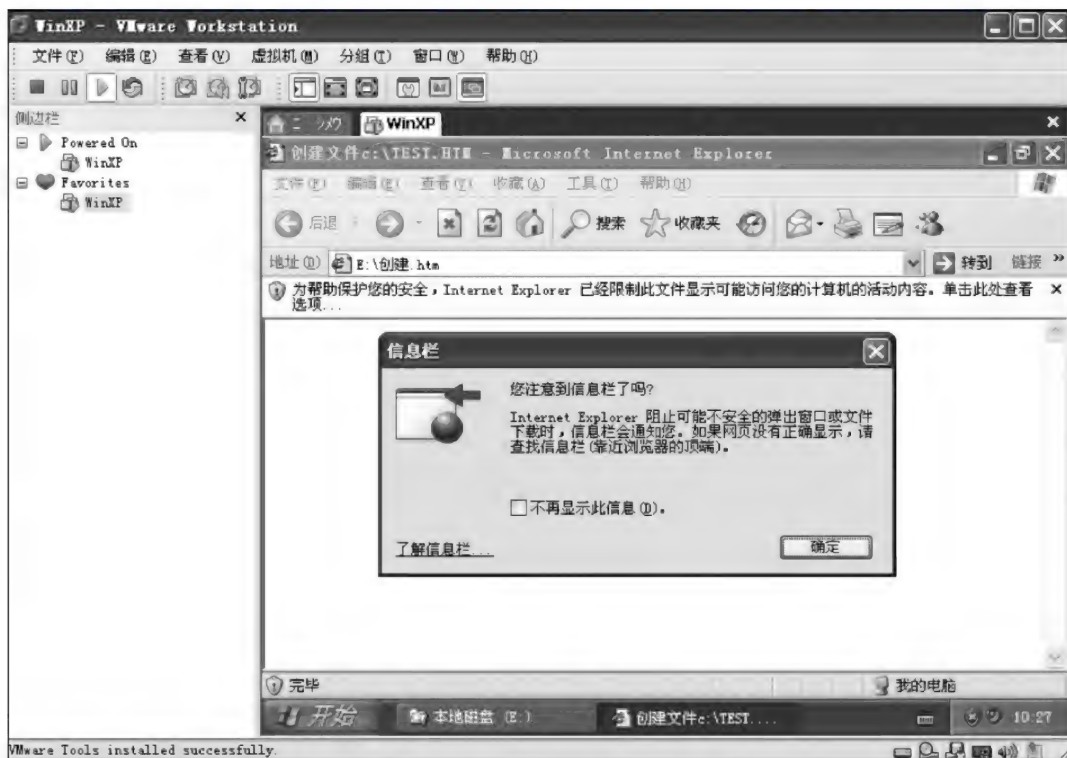 WinXP - VMware Workstation
文件(F) 编辑(E) 查看(V) 虚拟机(M) 分组(T) 窗口(W) 帮助(H)
侧边栏 ×
Powered On
WinXP
Favorites
WinXP
WinXP
创建文件c:\TEST.HTM - Microsoft Internet Explorer
文件(F) 编辑(E) 查看(V) 收藏(A) 工具(T) 帮助(H)
后退 搜索 收藏夹
地址(D) E:\创建.htm 转到 链接 »
为帮助保护您的安全，Internet Explorer 已经限制此文件显示可能访问您的计算机的活动内容。单击此处查看
选项...
信息栏
您注意到信息栏了吗?
Internet Explorer 阻止可能不安全的弹出窗口或文件
下载时，信息栏会通知您。如果网页没有正确显示，请
查找信息栏(靠近浏览器的顶端)。
不再显示此信息(D)。
了解信息栏...
确定
完毕 我的电脑
开始 本地磁盘 (E:) 创建文件c:\TEST.... 10:27
VMware Tools installed successfully.